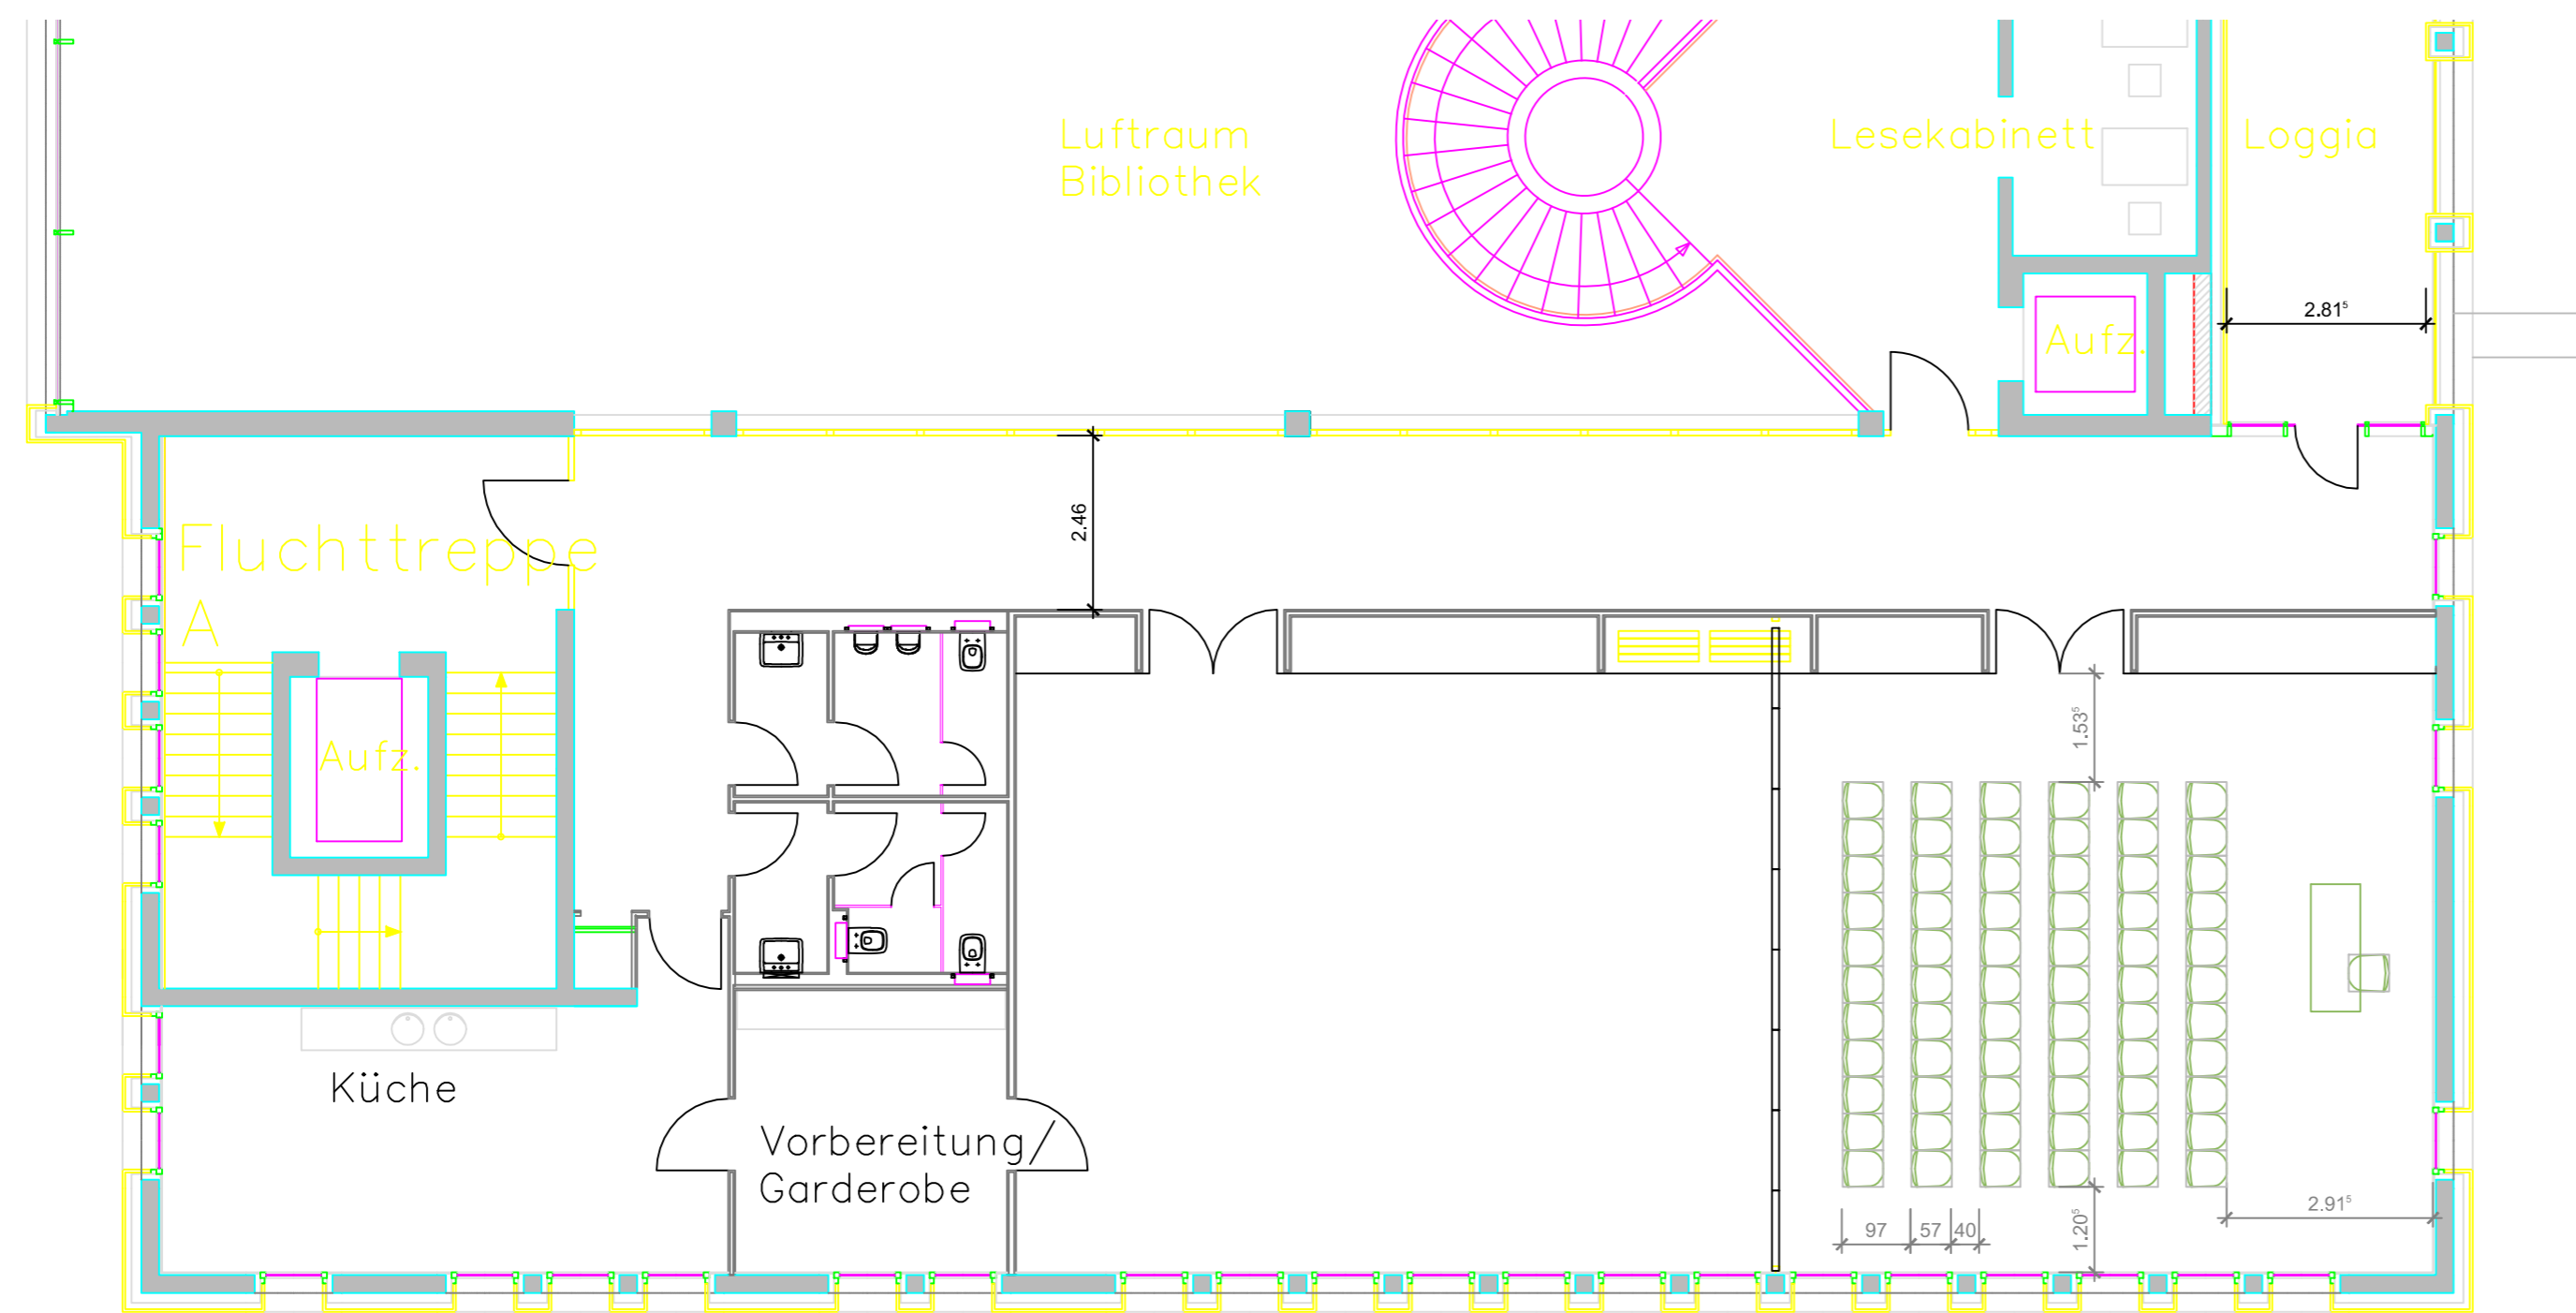 Luftraum
Bibliothek
Lesekabinett
Loggia
2.81⁵
Aufz.
2.46
Fluchttreppe
A
Aufz.
1.53⁵
Küche
Vorbereitung/
Garderobe
97
57
40
1.20⁵
2.91⁵